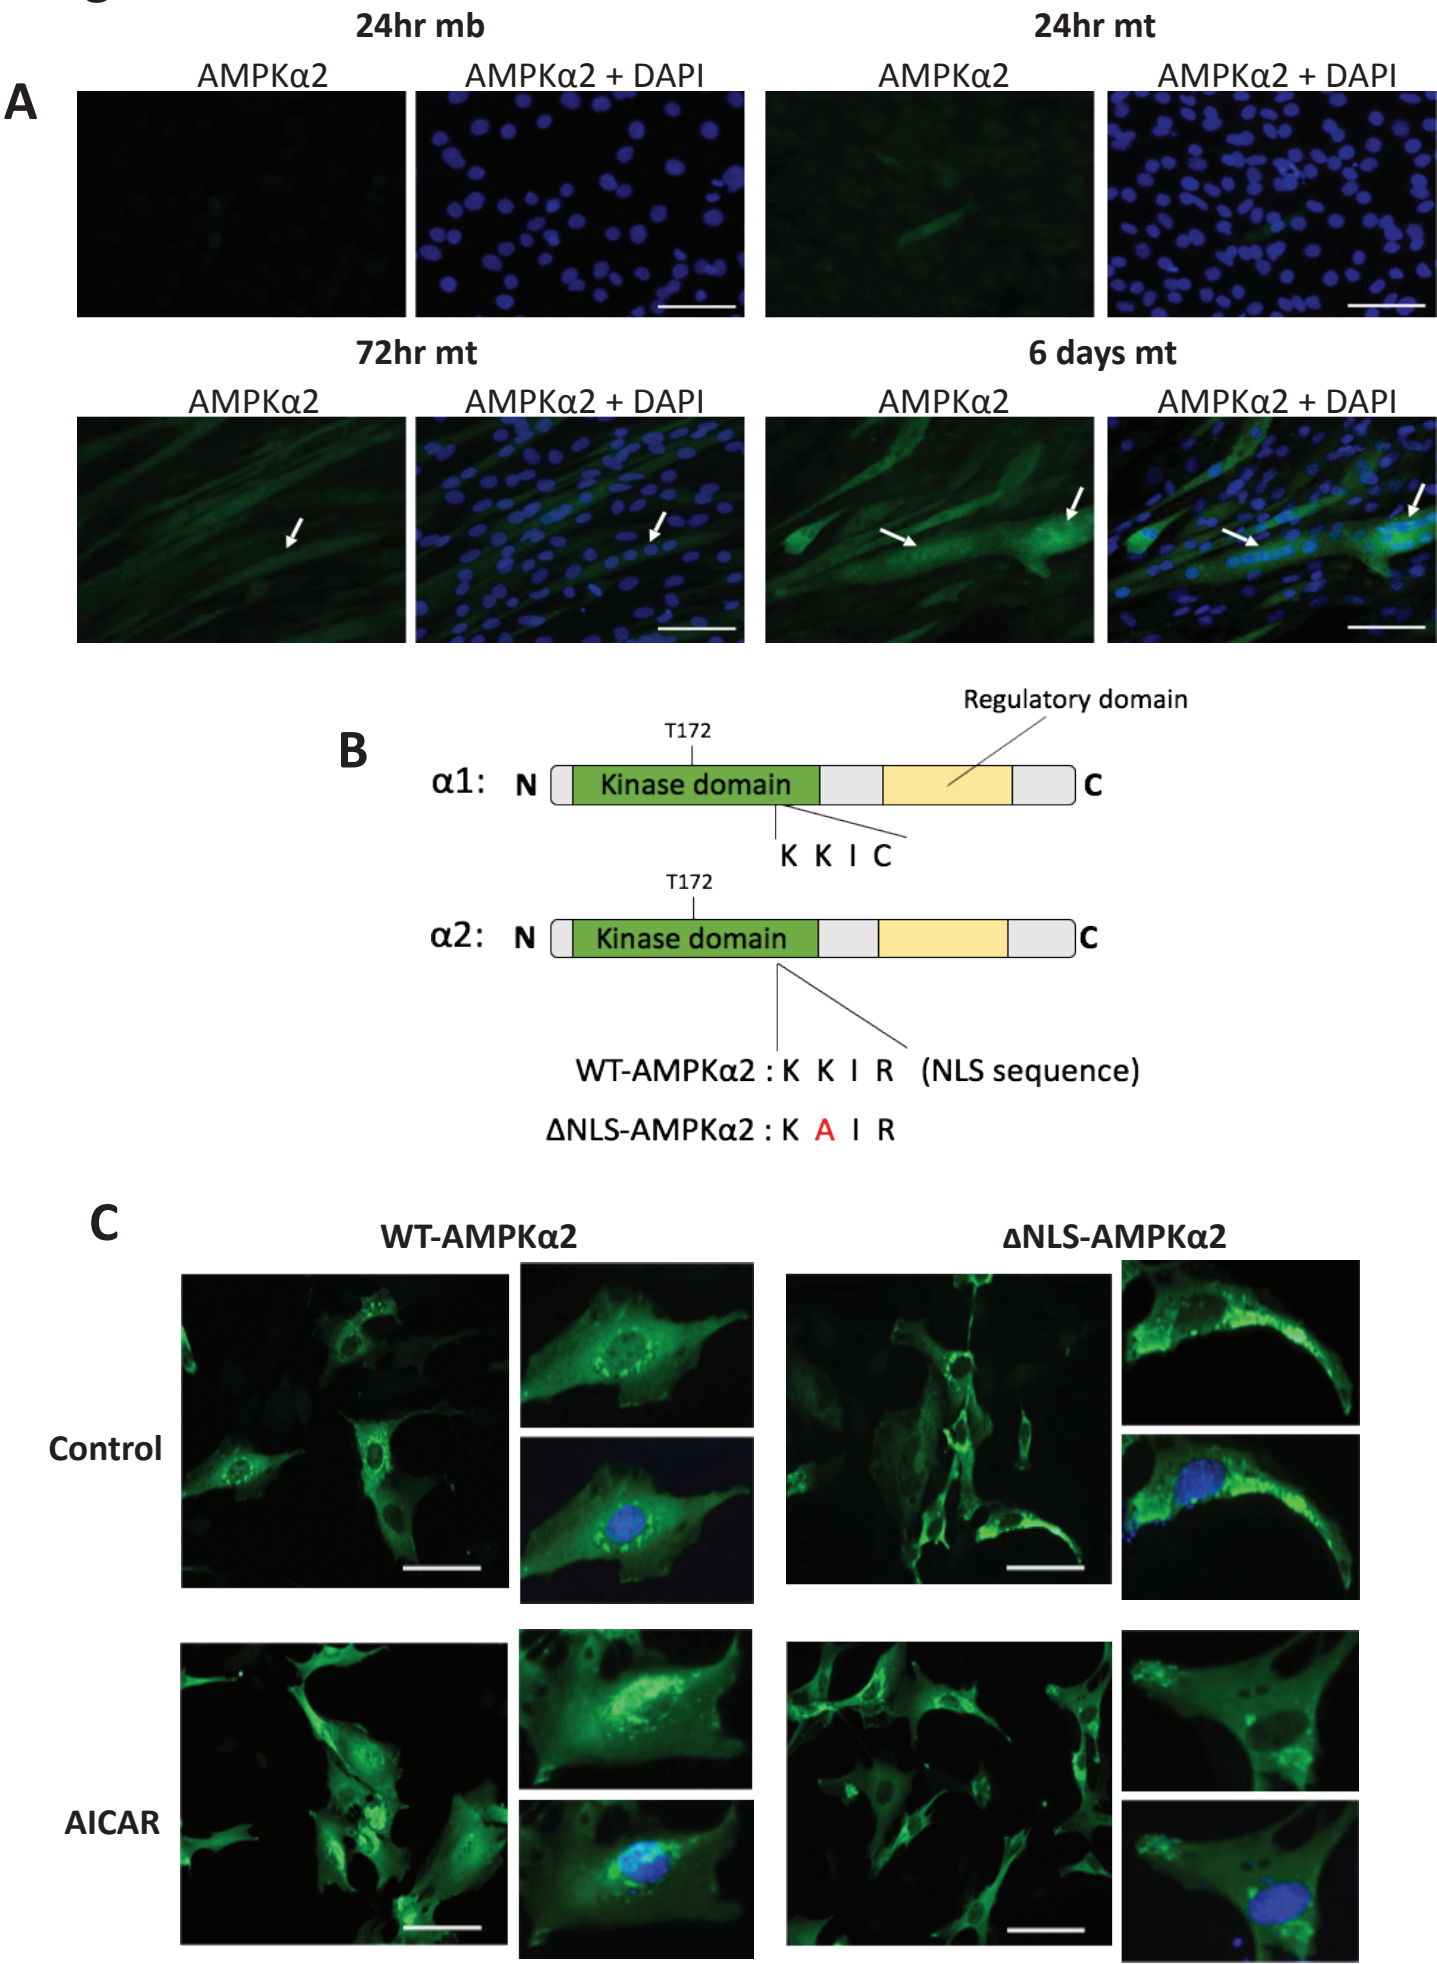 24hr mb 24hr mt
A AMPKα2 AMPKα2 + DAPI AMPKα2 AMPKα2 + DAPI
72hr mt 6 days mt
AMPKα2 AMPKα2 + DAPI AMPKα2 AMPKα2 + DAPI
Regulatory domain
B T172
α1: N Kinase domain C
K K I C
T172
α2: N Kinase domain C
WT-AMPKα2 : K K I R (NLS sequence)
ΔNLS-AMPKα2 : K A I R
C
WT-AMPKα2 ΔNLS-AMPKα2
Control
AICAR